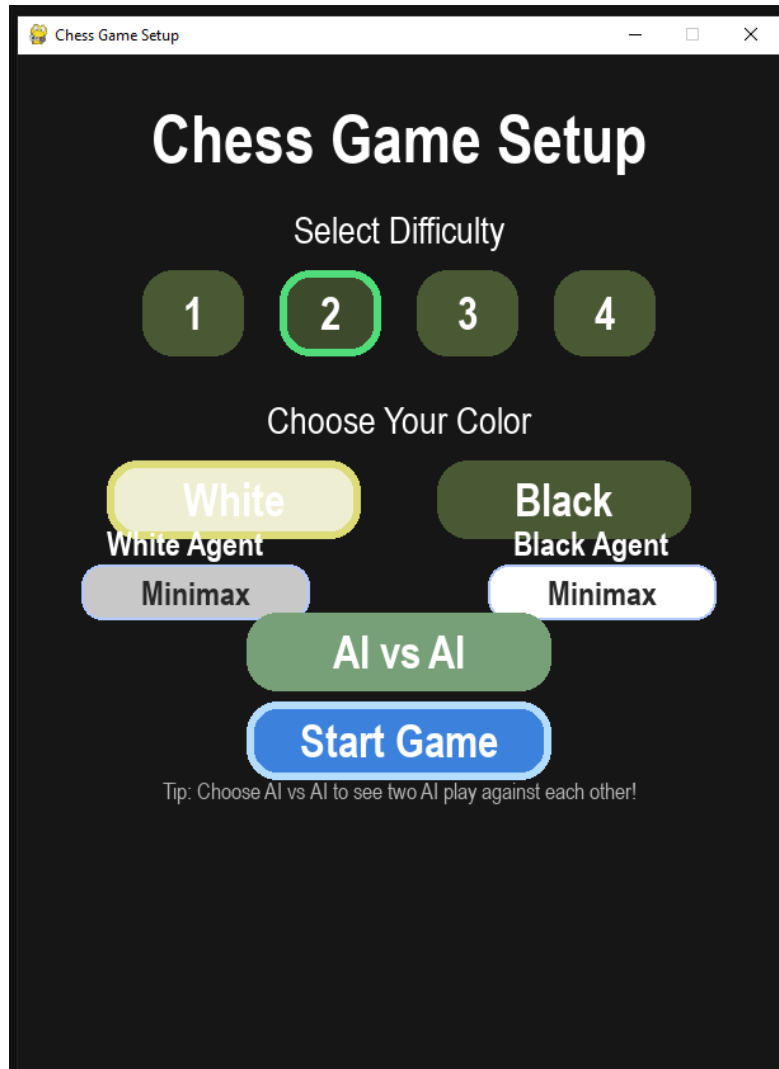 Chess Game Setup
Chess Game Setup
Select Difficulty
1 2 3 4
Choose Your Color
White Black
White Agent Black Agent
Minimax Minimax
AI vs AI
Start Game
Tip: Choose AI vs AI to see two AI play against each other!